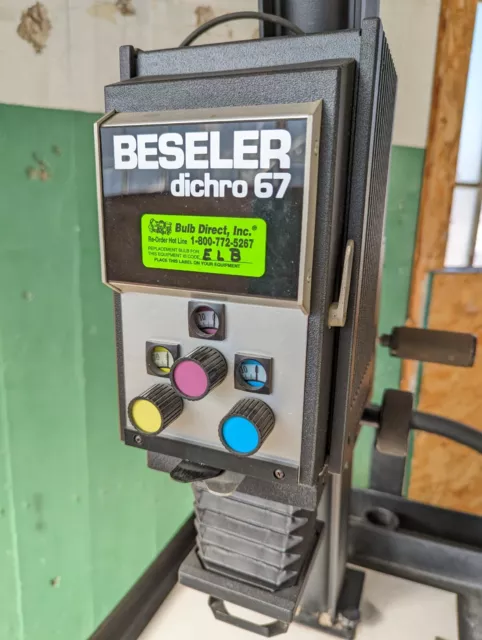 BESELER
dichro 67
Bulb Direct, Inc.®
Re-Order Hot Line 1-800-772-5267
REPLACEMENT BULB FOR
THIS EQUIPMENT IS CODE: ELB
PLACE THIS LABEL ON YOUR EQUIPMENT